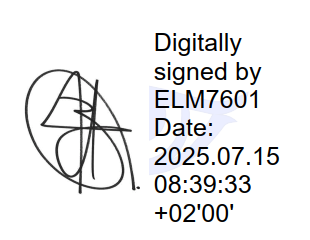 Digitally
signed by
ELM7601
Date:
2025.07.15
08:39:33
+02'00'